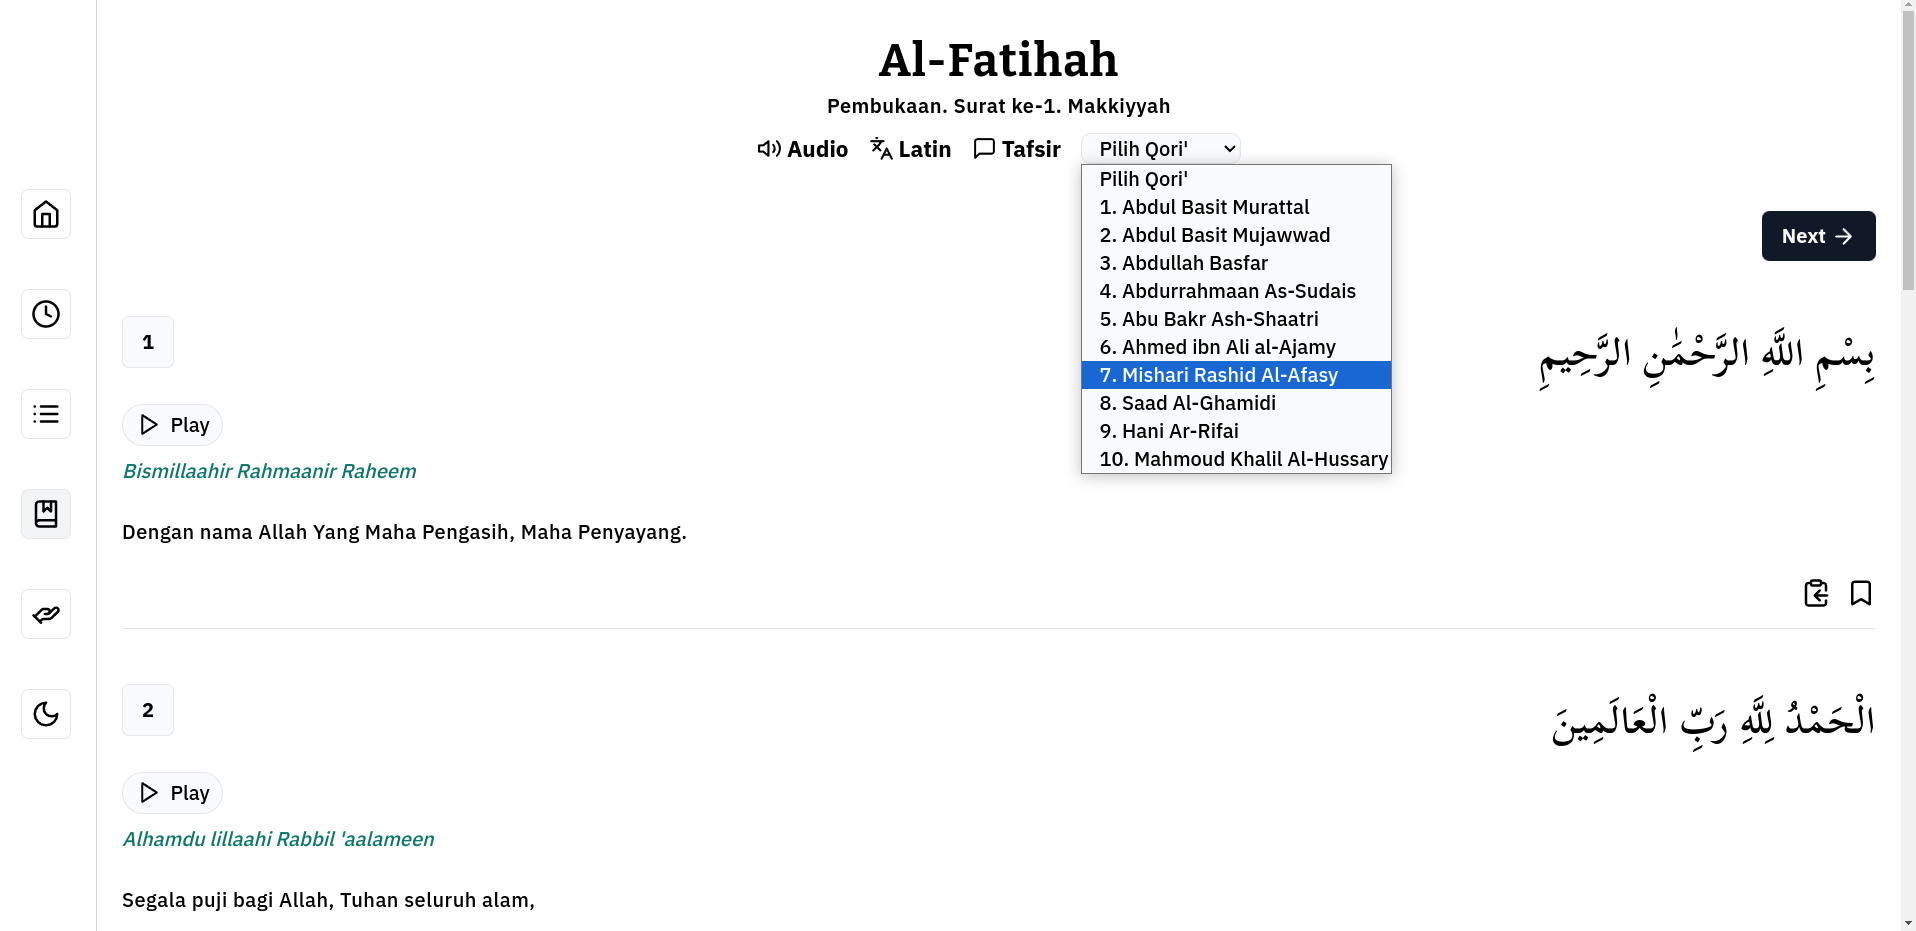 Al-Fatihah
Pembukaan. Surat ke-1. Makkiyyah
Audio Latin Tafsir Pilih Qori'
Pilih Qori'
1. Abdul Basit Murattal
2. Abdul Basit Mujawwad
3. Abdullah Basfar
4. Abdurrahmaan As-Sudais
5. Abu Bakr Ash-Shaatri
6. Ahmed ibn Ali al-Ajamy
7. Mishari Rashid Al-Afasy
8. Saad Al-Ghamidi
9. Hani Ar-Rifai
10. Mahmoud Khalil Al-Hussary
Next
1
بِسْمِ اللَّهِ الرَّحْمَٰنِ الرَّحِيمِ
Play
Bismillaahir Rahmaanir Raheem
Dengan nama Allah Yang Maha Pengasih, Maha Penyayang.
2
الْحَمْدُ لِلَّهِ رَبِّ الْعَالَمِينَ
Play
Alhamdu lillaahi Rabbil 'aalameen
Segala puji bagi Allah, Tuhan seluruh alam,